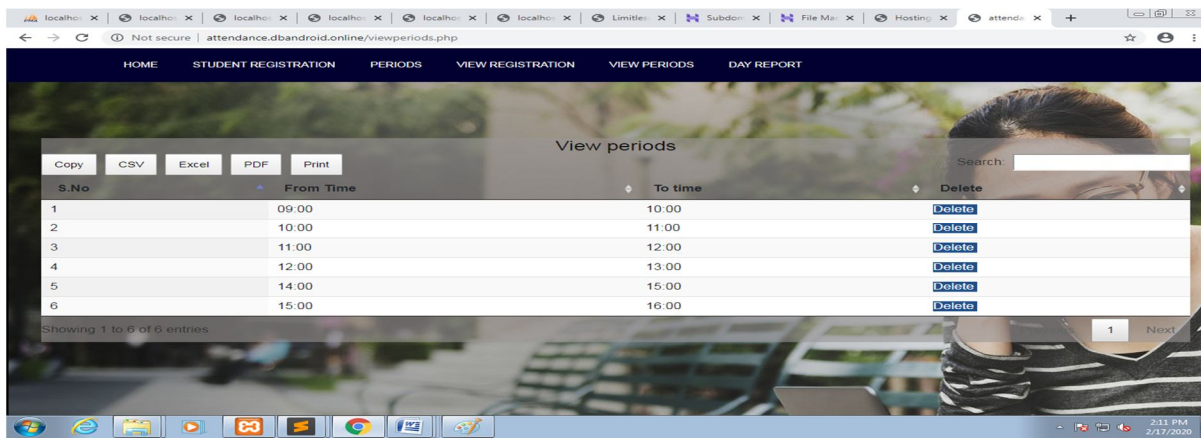 localhos localhos localhos localhos localhos localhos Limitles Subdom File Mar Hosting attenda
Not secure | attendance.dbandroid.online/viewperiods.php
HOME STUDENT REGISTRATION PERIODS VIEW REGISTRATION VIEW PERIODS DAY REPORT
View periods
Copy CSV Excel PDF Print Search:
S.No From Time To time Delete
1 09:00 10:00 Delete
2 10:00 11:00 Delete
3 11:00 12:00 Delete
4 12:00 13:00 Delete
5 14:00 15:00 Delete
6 15:00 16:00 Delete
Showing 1 to 6 of 6 entries 1 Next
2:11 PM
2/17/2020